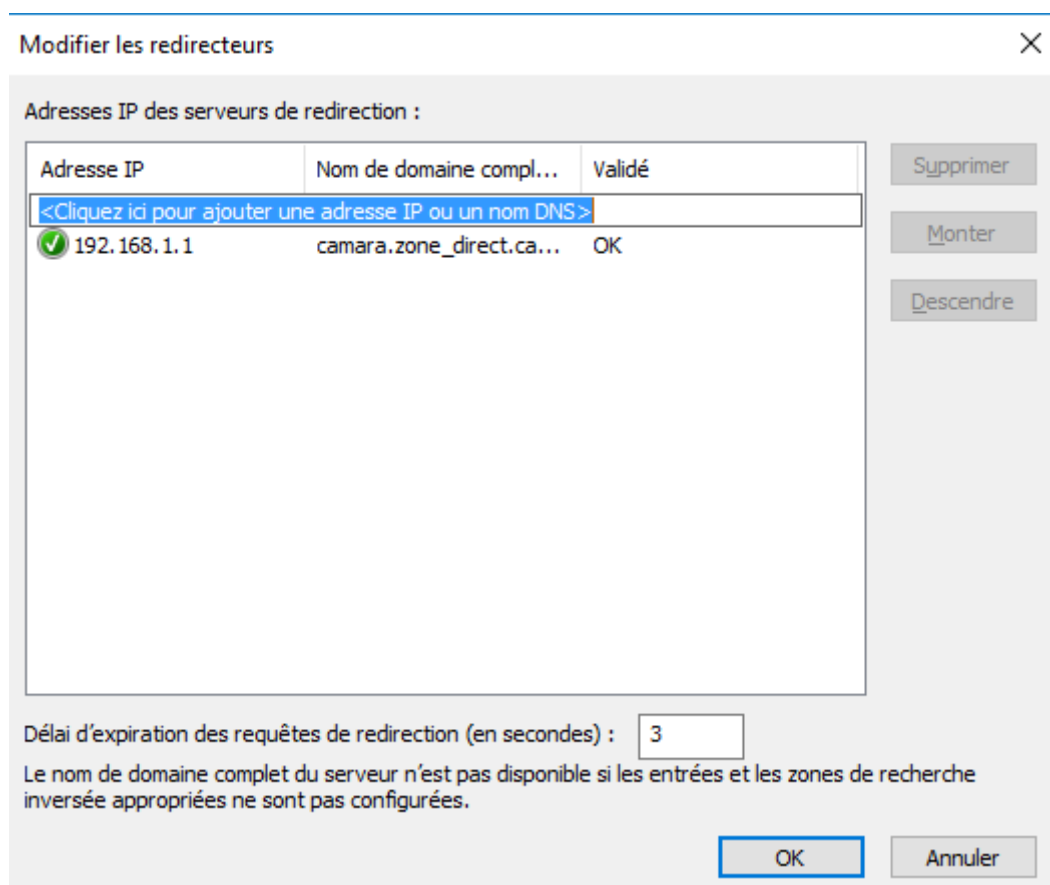 Modifier les redirecteurs
Adresses IP des serveurs de redirection :
Adresse IP Nom de domaine compl... Validé
<Cliquez ici pour ajouter une adresse IP ou un nom DNS>
192.168.1.1 camara.zone_direct.ca... OK
Supprimer
Monter
Descendre
Délai d’expiration des requêtes de redirection (en secondes) : 3
Le nom de domaine complet du serveur n’est pas disponible si les entrées et les zones de recherche
inversée appropriées ne sont pas configurées.
OK Annuler